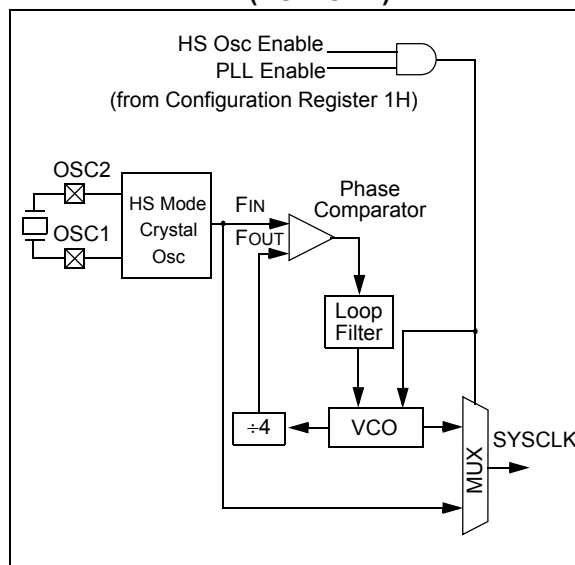 HS Osc Enable
PLL Enable
(from Configuration Register 1H)
OSC2
OSC1
HS Mode
Crystal
Osc
FIN
FOUT
Phase
Comparator
Loop
Filter
÷4
VCO
MUX
SYSCLK